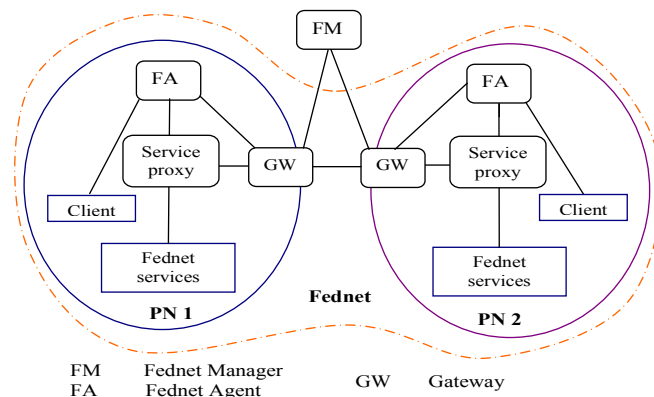 FM
FA
FA
Service
proxy
GW
GW
Service
proxy
Client
Client
Fednet
services
Fednet
services
Fednet
PN 1
PN 2
FM Fednet Manager
FA Fednet Agent
GW Gateway